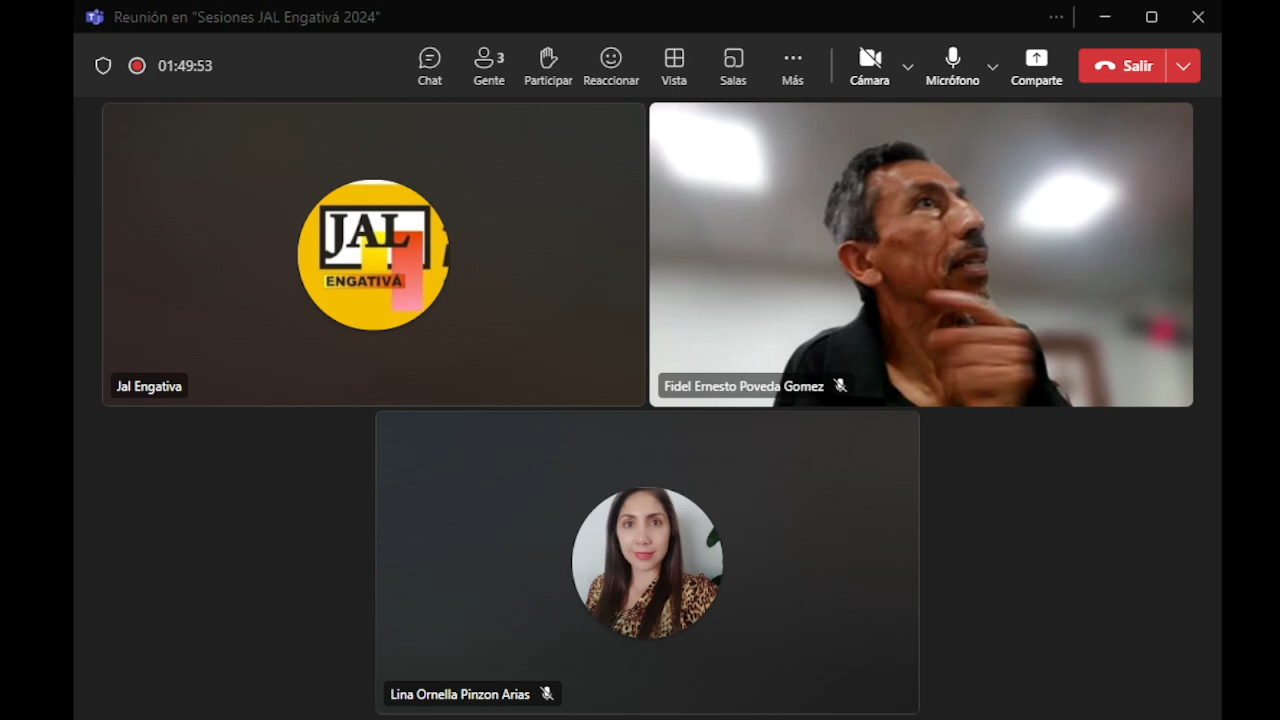 Reunión en "Sesiones JAL Engativá 2024"
01:49:53
Chat
Gente
3
Participar
Reaccionar
Vista
Salas
Más
Cámara
Micrófono
Comparte
Salir
JAL
ENGATIVÁ
Jal Engativa
Fidel Ernesto Poveda Gomez
Lina Ornella Pinzon Arias